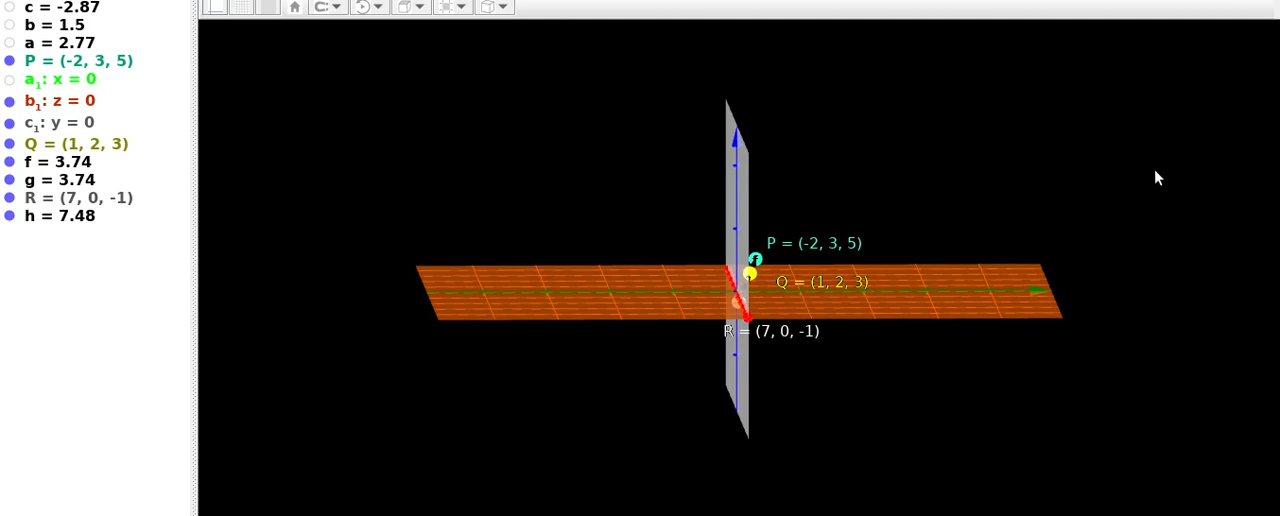 c = -2.87
b = 1.5
a = 2.77
P = (-2, 3, 5)
a₁: x = 0
b₁: z = 0
c₁: y = 0
Q = (1, 2, 3)
f = 3.74
g = 3.74
R = (7, 0, -1)
h = 7.48
P = (-2, 3, 5)
f
Q = (1, 2, 3)
R = (7, 0, -1)